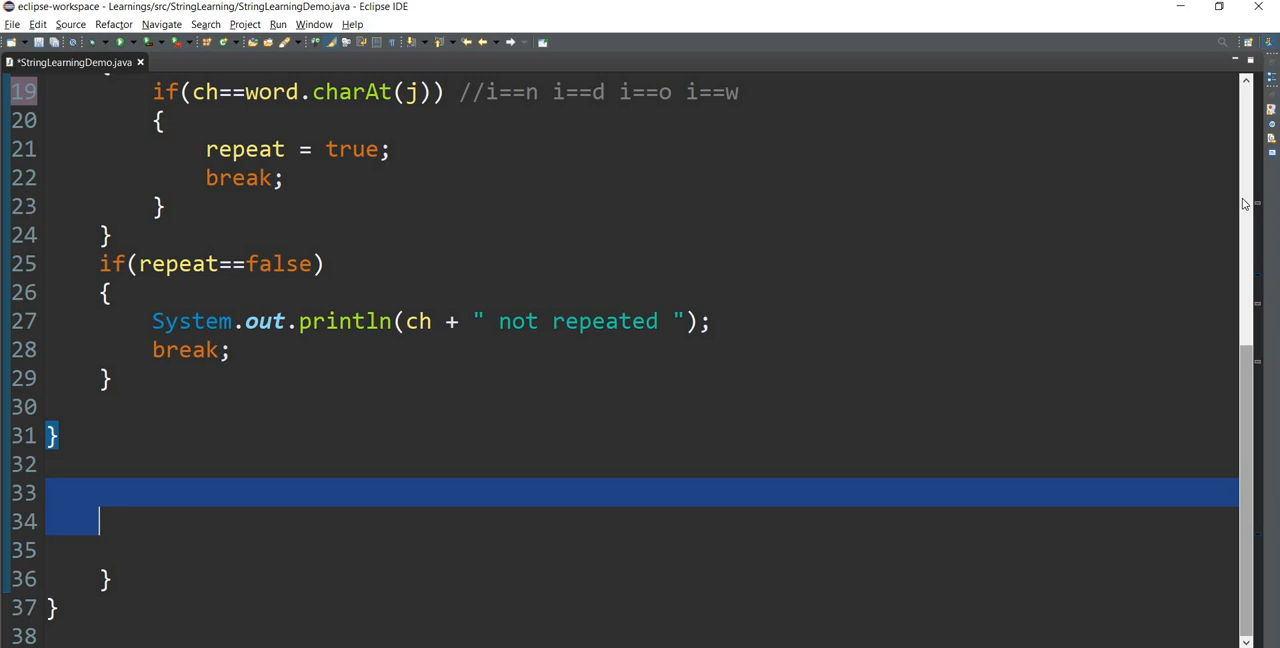 eclipse-workspace - Learnings/src/StringLearning/StringLearningDemo.java - Eclipse IDE
File Edit Source Refactor Navigate Search Project Run Window Help
*StringLearningDemo.java
19 if(ch==word.charAt(j)) //i==n i==d i==o i==w
20 {
21 repeat = true;
22 break;
23 }
24 }
25 if(repeat==false)
26 {
27 System.out.println(ch + " not repeated ");
28 break;
29 }
30
31 }
32
33
34
35
36 }
37 }
38